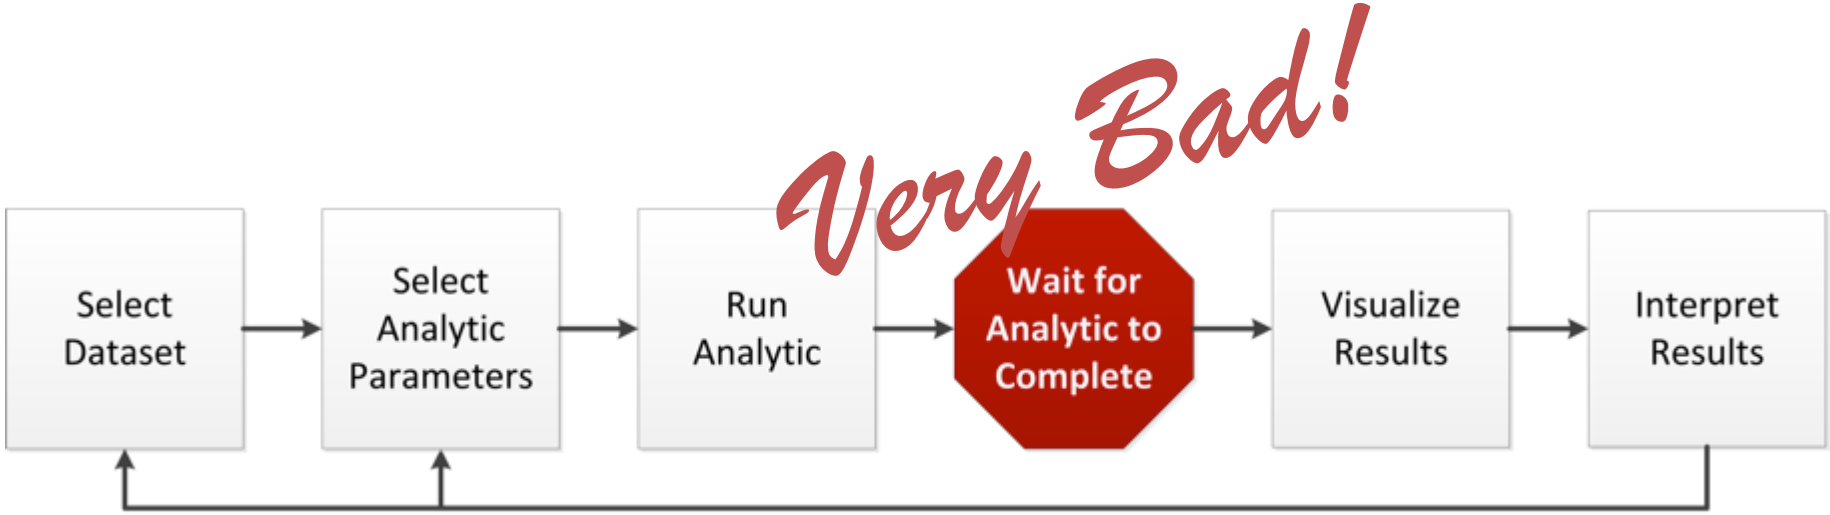 Very Bad!
Select
Dataset
Select
Analytic
Parameters
Run
Analytic
Wait for
Analytic to
Complete
Visualize
Results
Interpret
Results